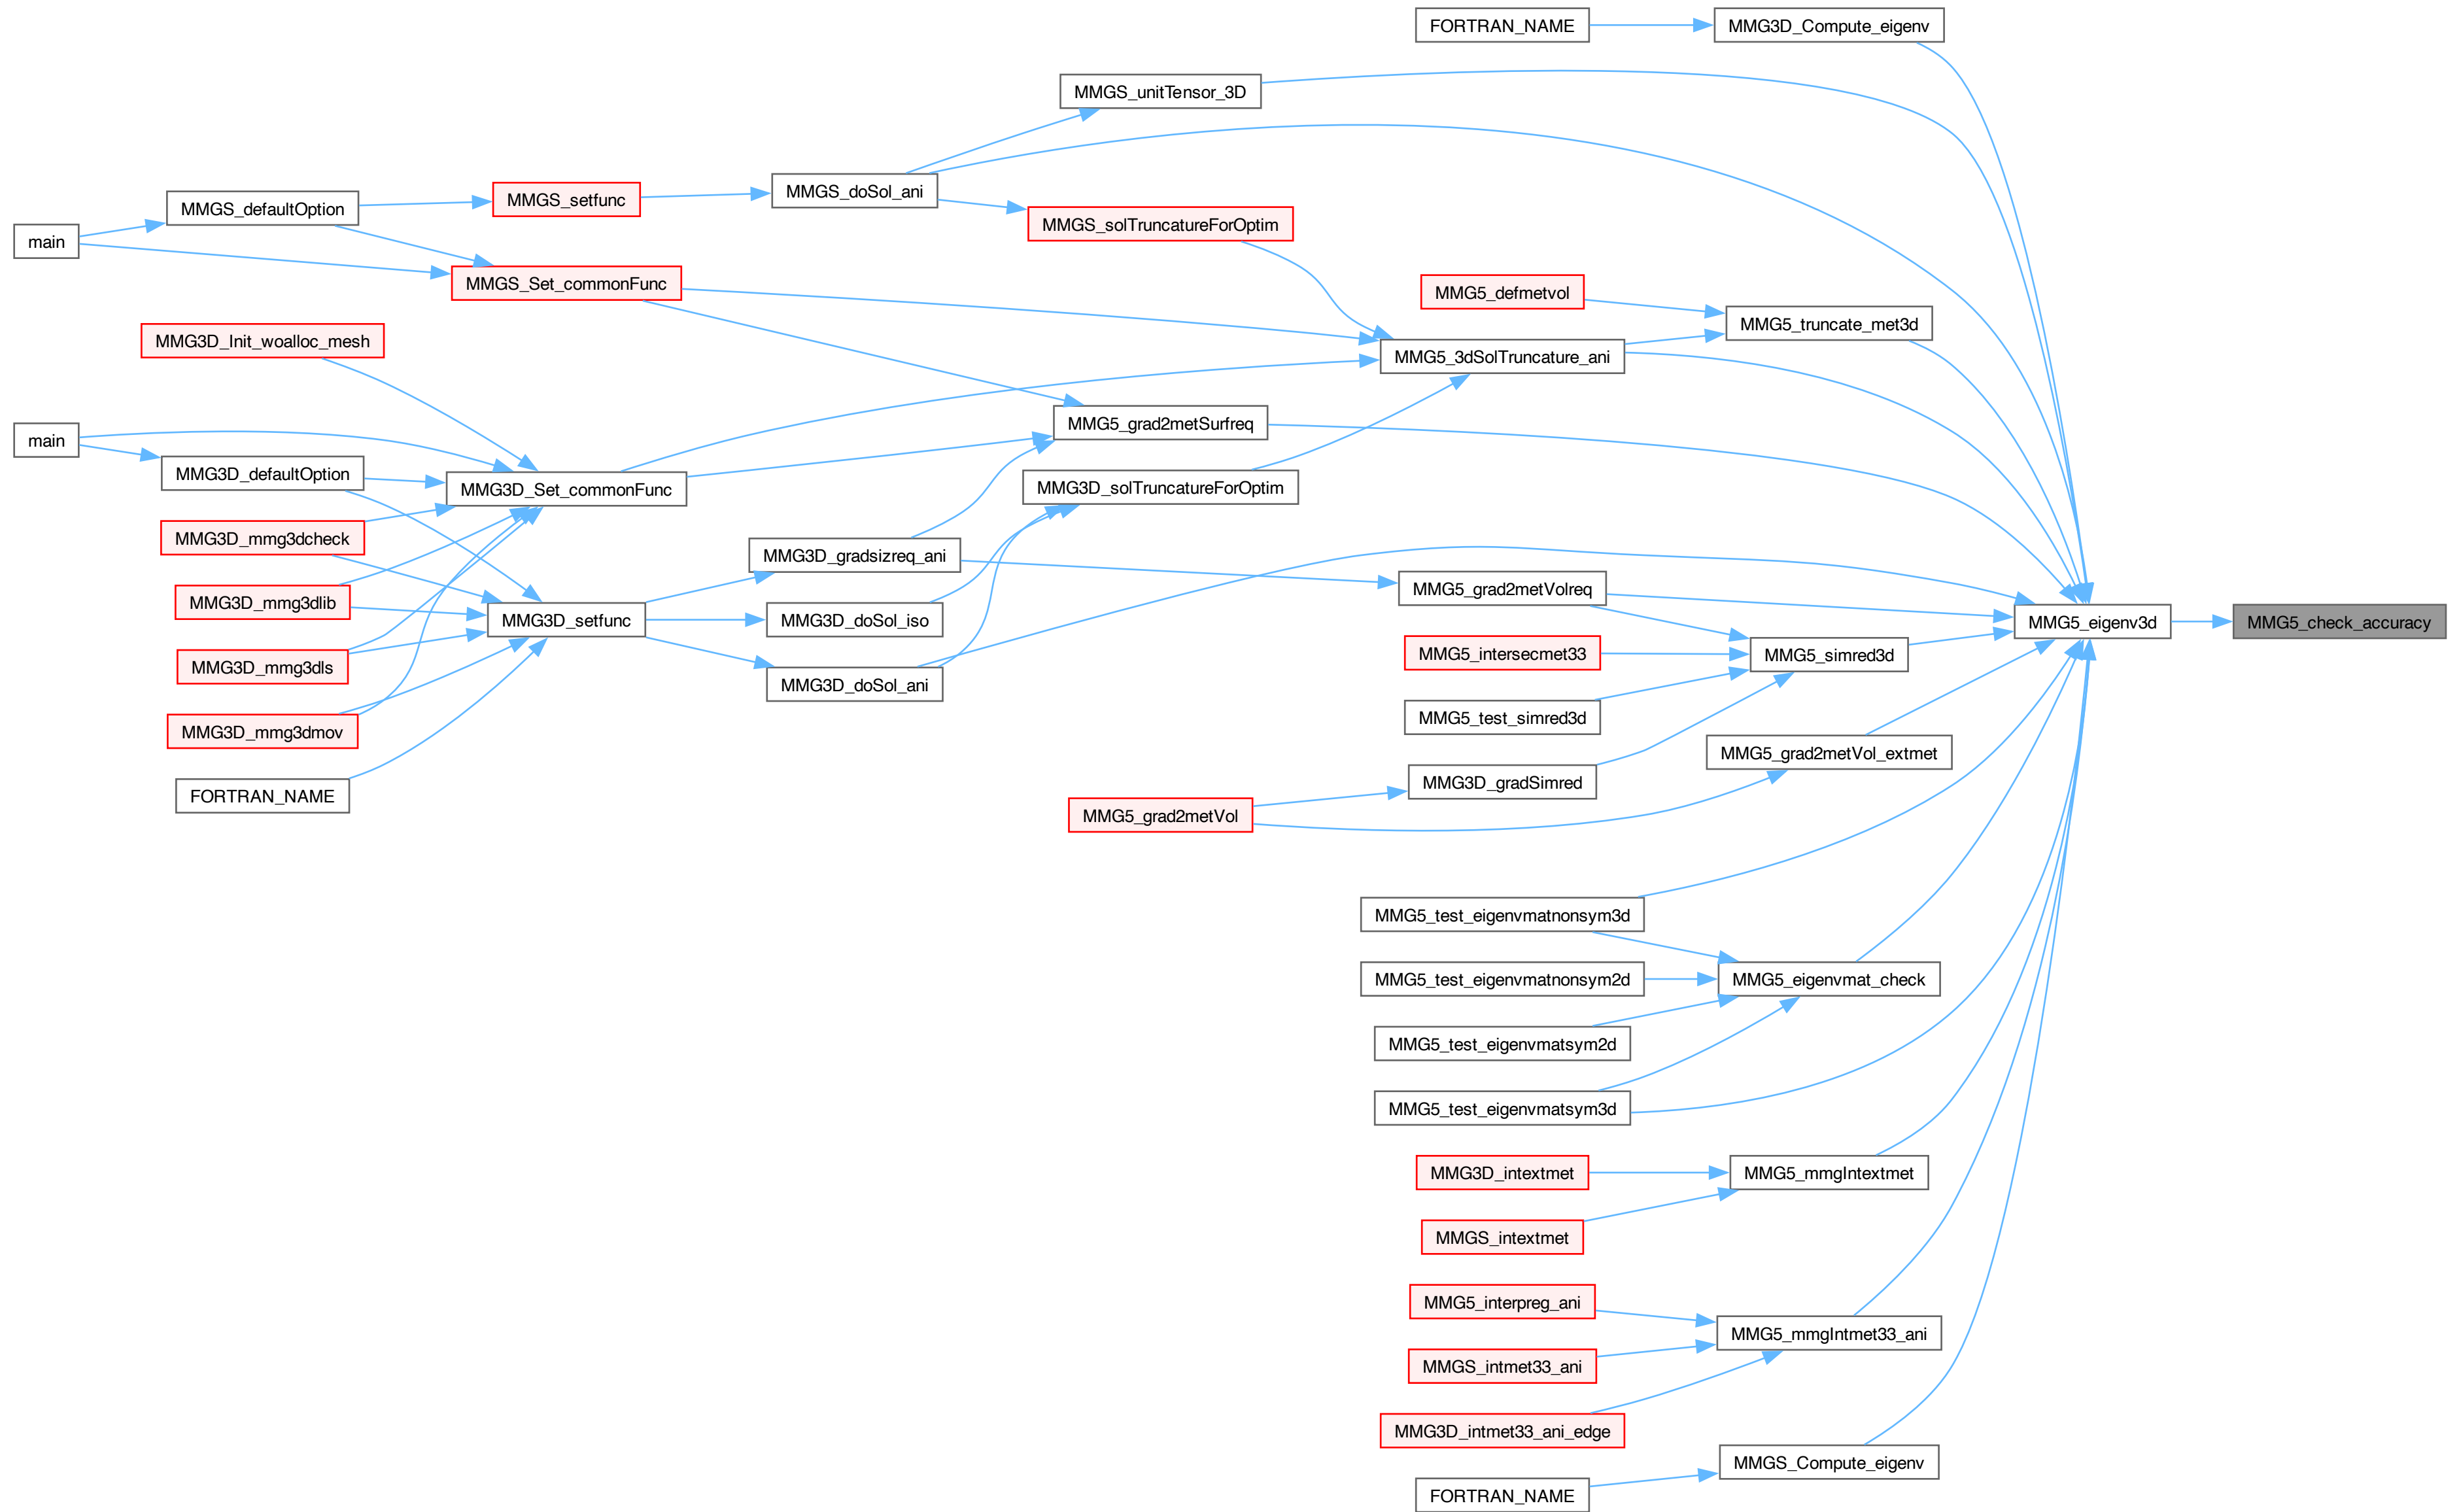 FORTRAN_NAME
MMG3D_Compute_eigenv
MMGS_unitTensor_3D
MMGS_doSol_ani
MMGS_setfunc
MMGS_defaultOption
MMGS_solTruncatureForOptim
main
MMGS_Set_commonFunc
MMG5_defmetvol
MMG5_truncate_met3d
MMG3D_Init_woalloc_mesh
MMG5_3dSolTruncature_ani
MMG5_grad2metSurfreq
main
MMG3D_defaultOption
MMG3D_Set_commonFunc
MMG3D_solTruncatureForOptim
MMG3D_mmg3dcheck
MMG3D_gradsizreq_ani
MMG5_grad2metVolreq
MMG3D_mmg3dlib
MMG3D_setfunc
MMG3D_doSol_iso
MMG5_eigenv3d
MMG5_check_accuracy
MMG5_intersecmet33
MMG5_simred3d
MMG3D_mmg3dls
MMG3D_doSol_ani
MMG5_test_simred3d
MMG3D_mmg3dmov
MMG5_grad2metVol_extmet
MMG3D_gradSimred
FORTRAN_NAME
MMG5_grad2metVol
MMG5_test_eigenvmatnonsym3d
MMG5_test_eigenvmatnonsym2d
MMG5_eigenvmat_check
MMG5_test_eigenvmatsym2d
MMG5_test_eigenvmatsym3d
MMG3D_intextmet
MMG5_mmgIntextmet
MMGS_intextmet
MMG5_interpreg_ani
MMG5_mmgIntmet33_ani
MMGS_intmet33_ani
MMG3D_intmet33_ani_edge
MMGS_Compute_eigenv
FORTRAN_NAME